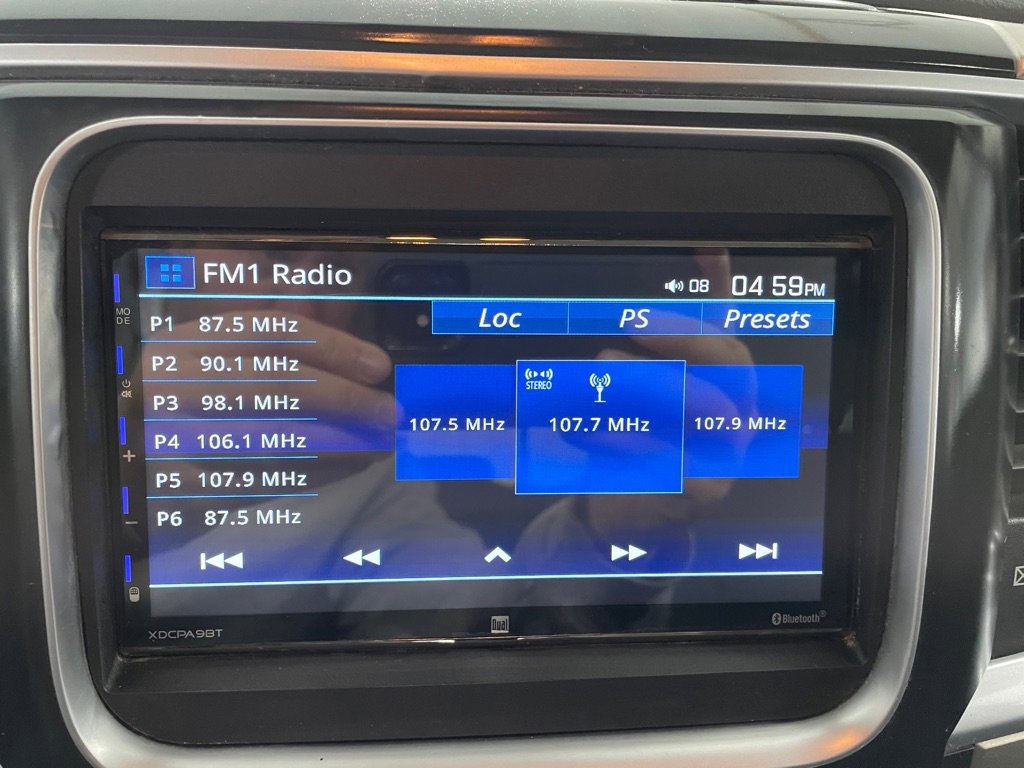 FM1 Radio
08 04 59PM
MO
DE
Loc PS Presets
P1 87.5 MHz
P2 90.1 MHz
P3 98.1 MHz
P4 106.1 MHz
P5 107.9 MHz
P6 87.5 MHz
STEREO
107.5 MHz 107.7 MHz 107.9 MHz
XDCPA9BT
Dual
Bluetooth®